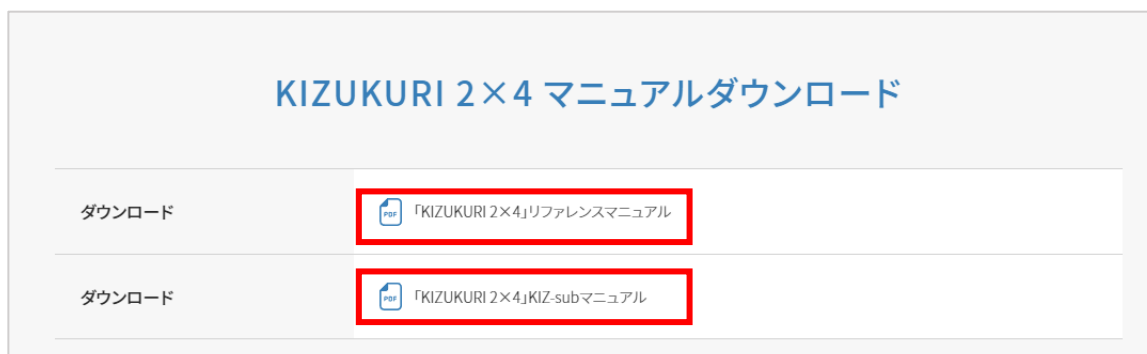 KIZUKURI 2×4 マニュアルダウンロード
ダウンロード
PDF 「KIZUKURI 2×4」リファレンスマニュアル
ダウンロード
PDF 「KIZUKURI 2×4」KIZ-subマニュアル